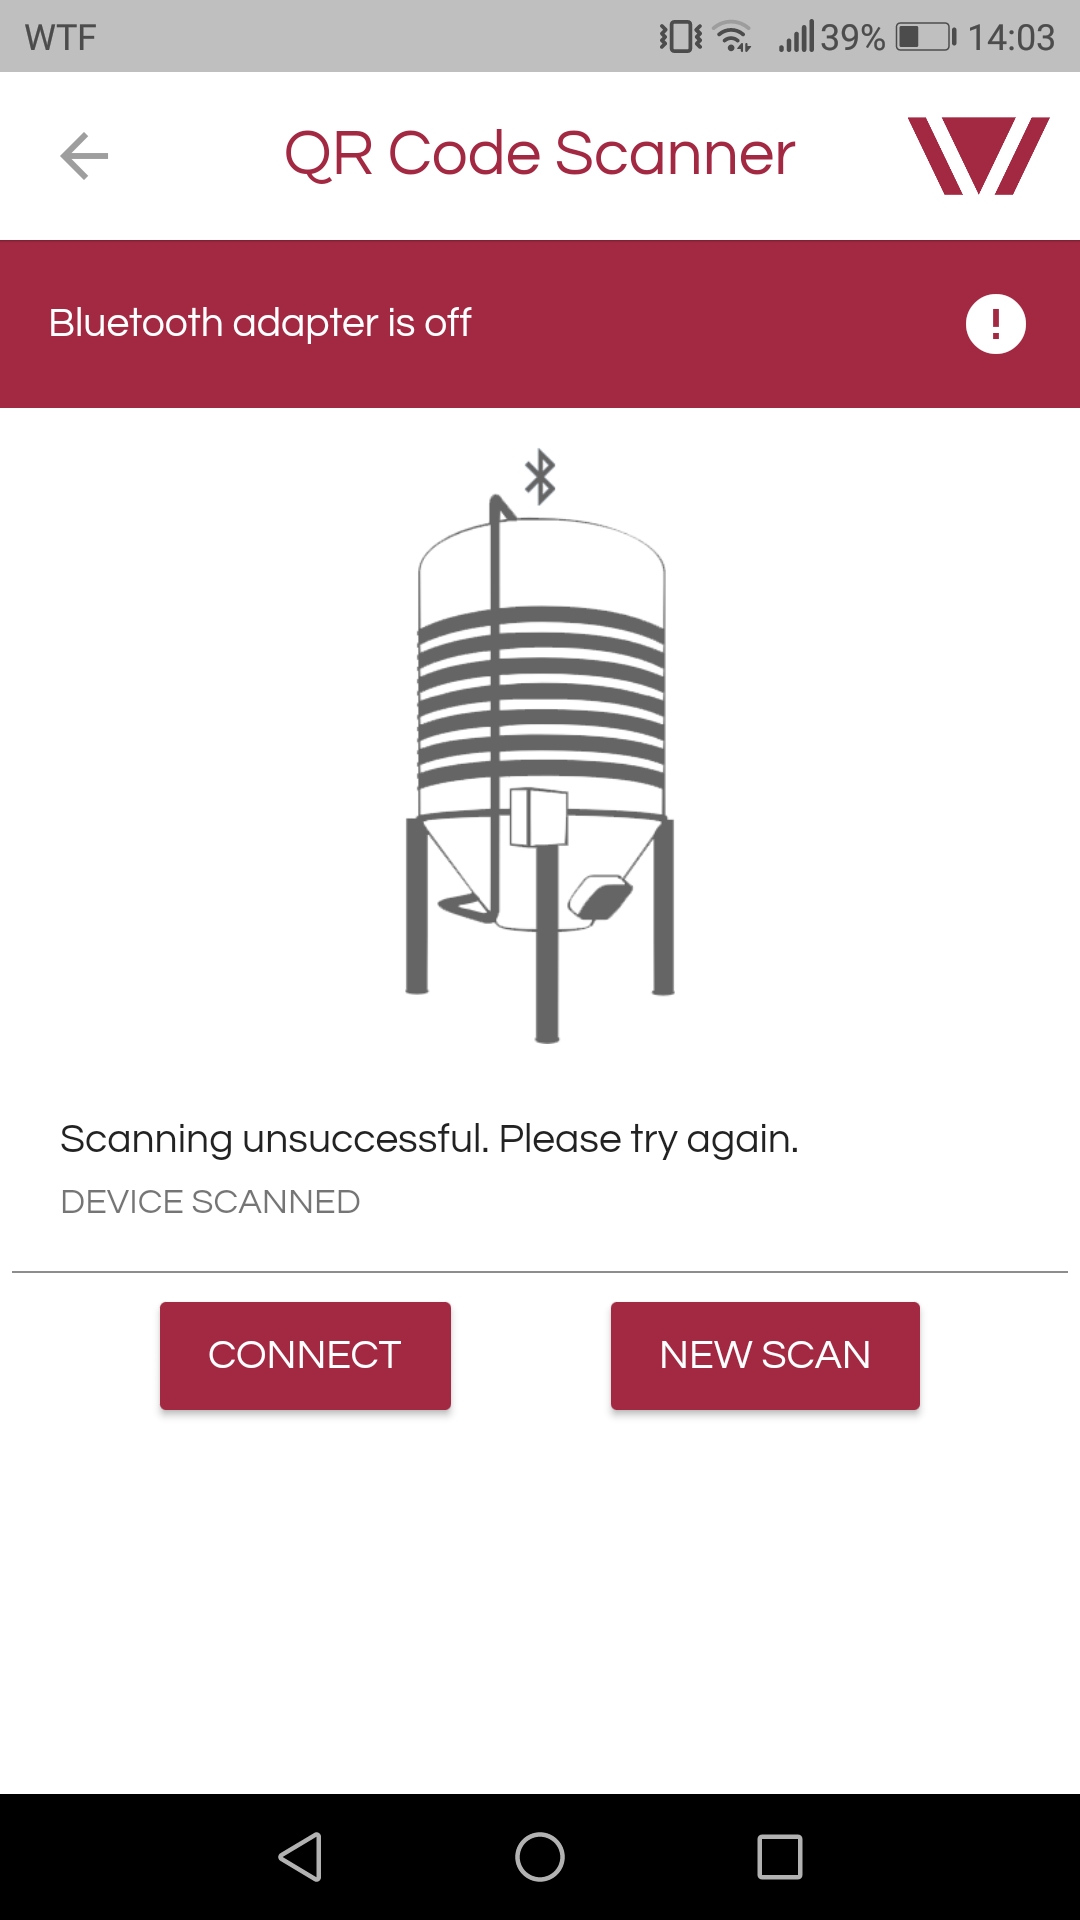 WTF
39%
14:03
QR Code Scanner
Bluetooth adapter is off
Scanning unsuccessful. Please try again.
DEVICE SCANNED
CONNECT
NEW SCAN